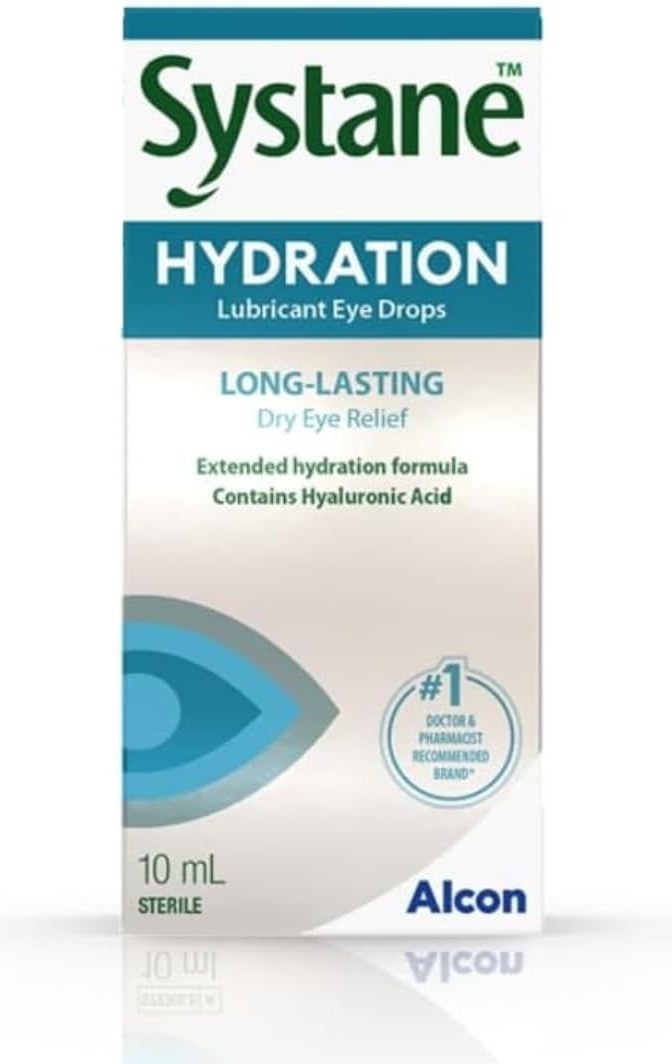 Systane™
HYDRATION
Lubricant Eye Drops
LONG-LASTING
Dry Eye Relief
Extended hydration formula
Contains Hyaluronic Acid
#1
DOCTOR &
PHARMACIST
RECOMMENDED
BRAND*
10 mL
STERILE
Alcon